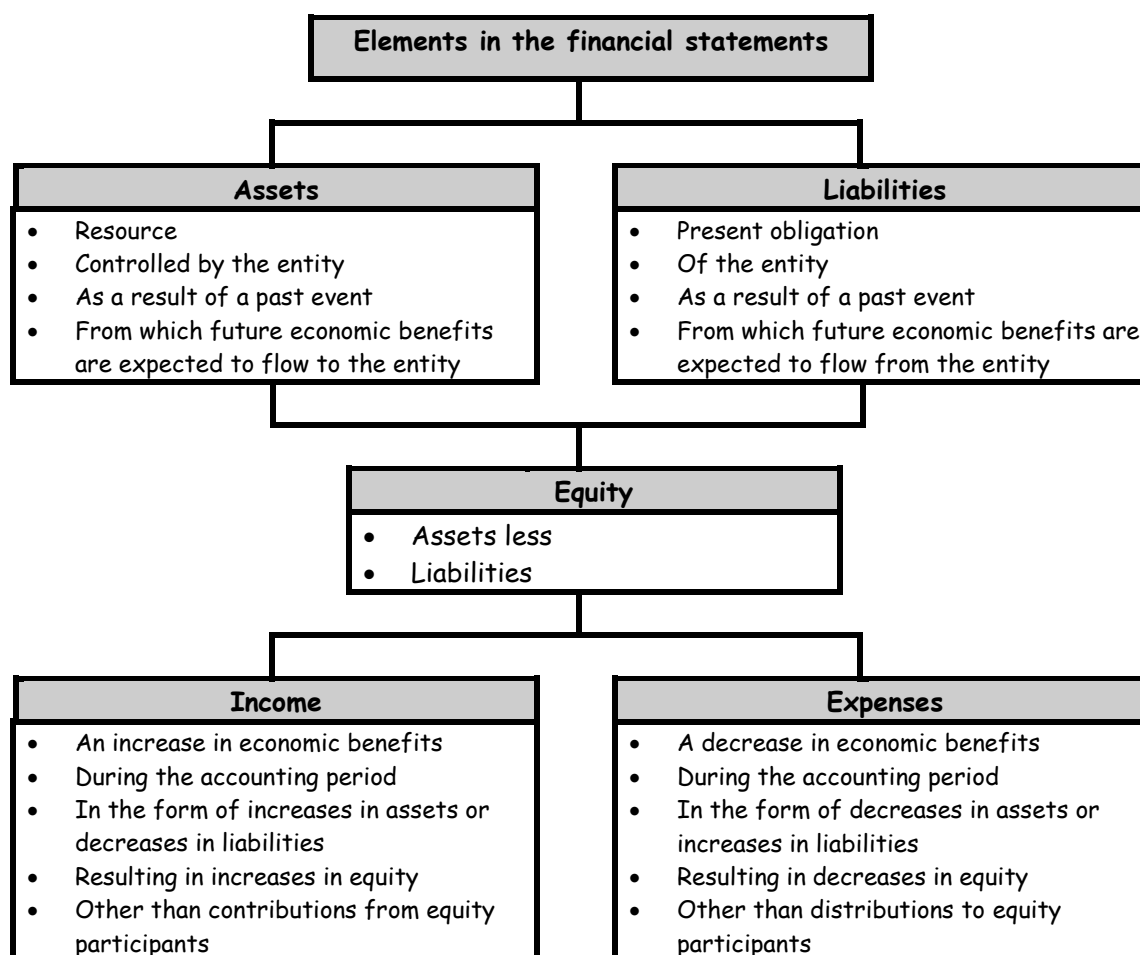 Elements in the financial statements
Assets
• Resource
• Controlled by the entity
• As a result of a past event
• From which future economic benefits
are expected to flow to the entity
Liabilities
• Present obligation
• Of the entity
• As a result of a past event
• From which future economic benefits are
expected to flow from the entity
Equity
• Assets less
• Liabilities
Income
• An increase in economic benefits
• During the accounting period
• In the form of increases in assets or
decreases in liabilities
• Resulting in increases in equity
• Other than contributions from equity
participants
Expenses
• A decrease in economic benefits
• During the accounting period
• In the form of decreases in assets or
increases in liabilities
• Resulting in decreases in equity
• Other than distributions to equity
participants